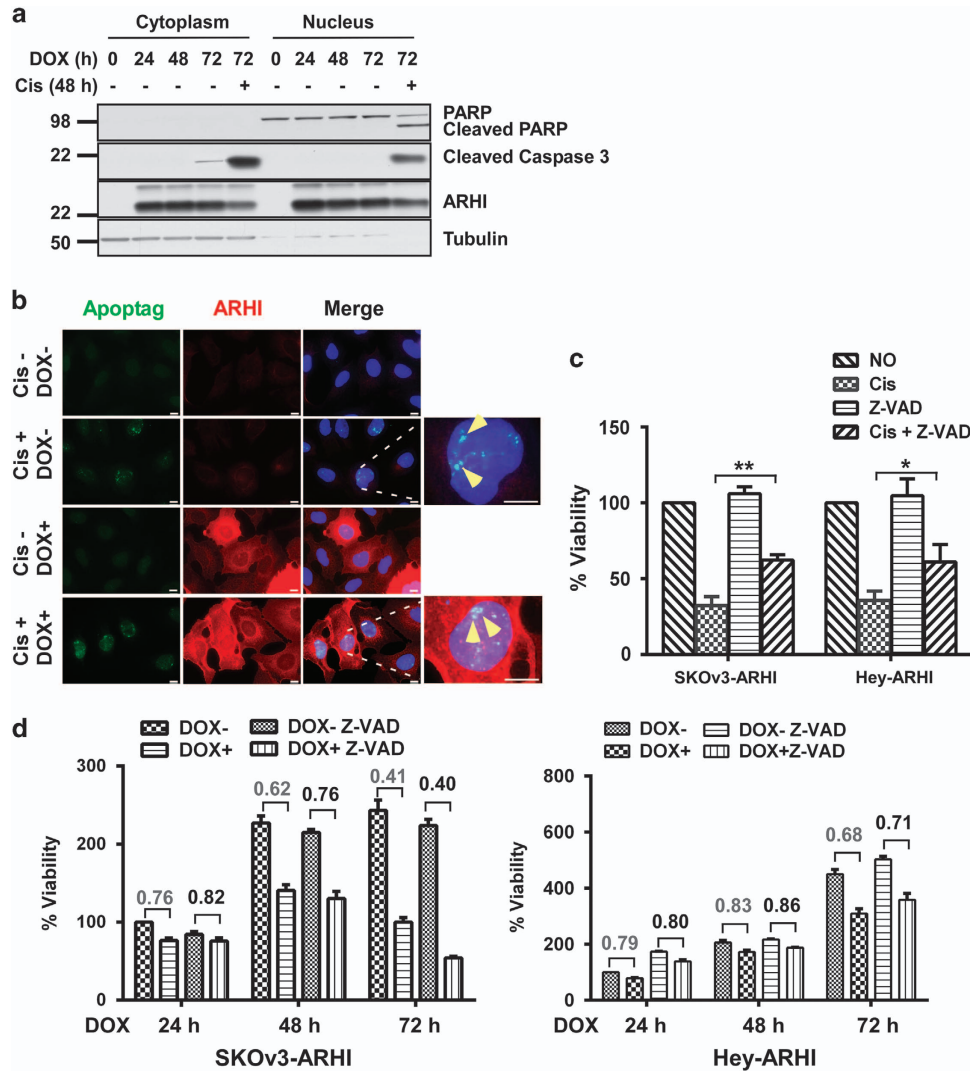 a
Cytoplasm Nucleus
DOX (h) 0 24 48 72 72 0 24 48 72 72
Cis (48 h) - - - - + - - - - +
98
PARP
Cleaved PARP
22
Cleaved Caspase 3
22
ARHI
50
Tubulin
b
Apoptag ARHI Merge
Cis -
DOX-
Cis +
DOX-
Cis -
DOX+
Cis +
DOX+
c
NO
Cis
Z-VAD
Cis + Z-VAD
% Viability
150
100
50
0
** *
SKOv3-ARHI Hey-ARHI
d
DOX- DOX- Z-VAD
DOX+ DOX+ Z-VAD
% Viability
300
200
100
0
0.76 0.82 0.62 0.76 0.41 0.40
DOX 24 h 48 h 72 h
SKOv3-ARHI
DOX- DOX- Z-VAD
DOX+ DOX+Z-VAD
% Viability
800
600
400
200
0
0.79 0.80 0.83 0.86 0.68 0.71
DOX 24 h 48 h 72 h
Hey-ARHI